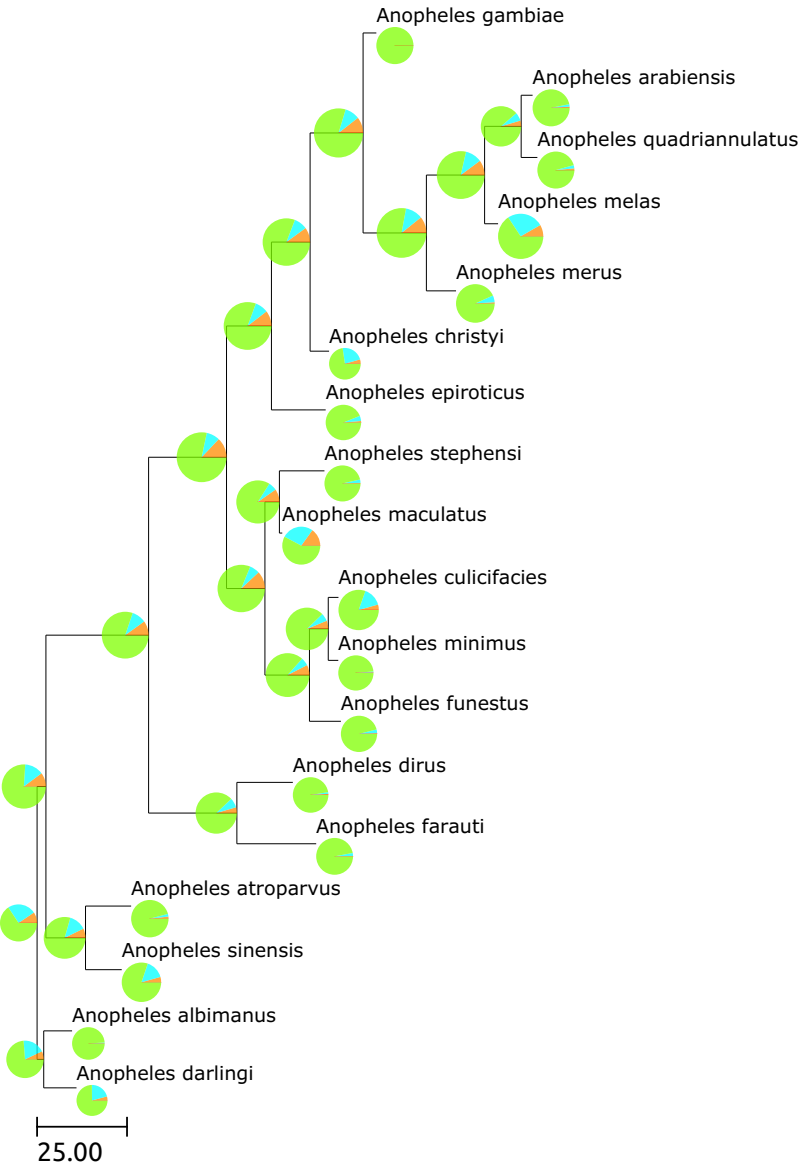 Anopheles gambiae
Anopheles arabiensis
Anopheles quadriannulatus
Anopheles melas
Anopheles merus
Anopheles christyi
Anopheles epiroticus
Anopheles stephensi
Anopheles maculatus
Anopheles culicifacies
Anopheles minimus
Anopheles funestus
Anopheles dirus
Anopheles farauti
Anopheles atroparvus
Anopheles sinensis
Anopheles albimanus
Anopheles darlingi
25.00